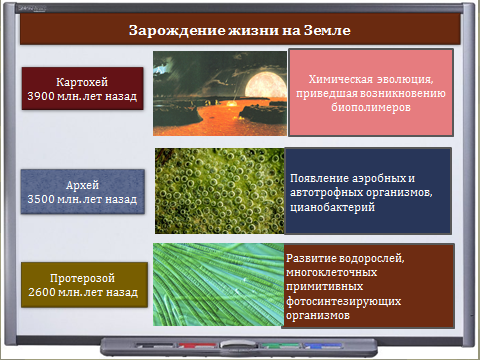 Зарождение жизни на Земле
Картохей
3900 млн.лет назад
Химическая эволюция,
приведшая возникновению
биополимеров
Архей
3500 млн.лет назад
Появление аэробных и
автотрофных организмов,
цианобактерий
Протерозой
2600 млн.лет назад
Развитие водорослей,
многоклеточных
примитивных
фотосинтезирующих
организмов